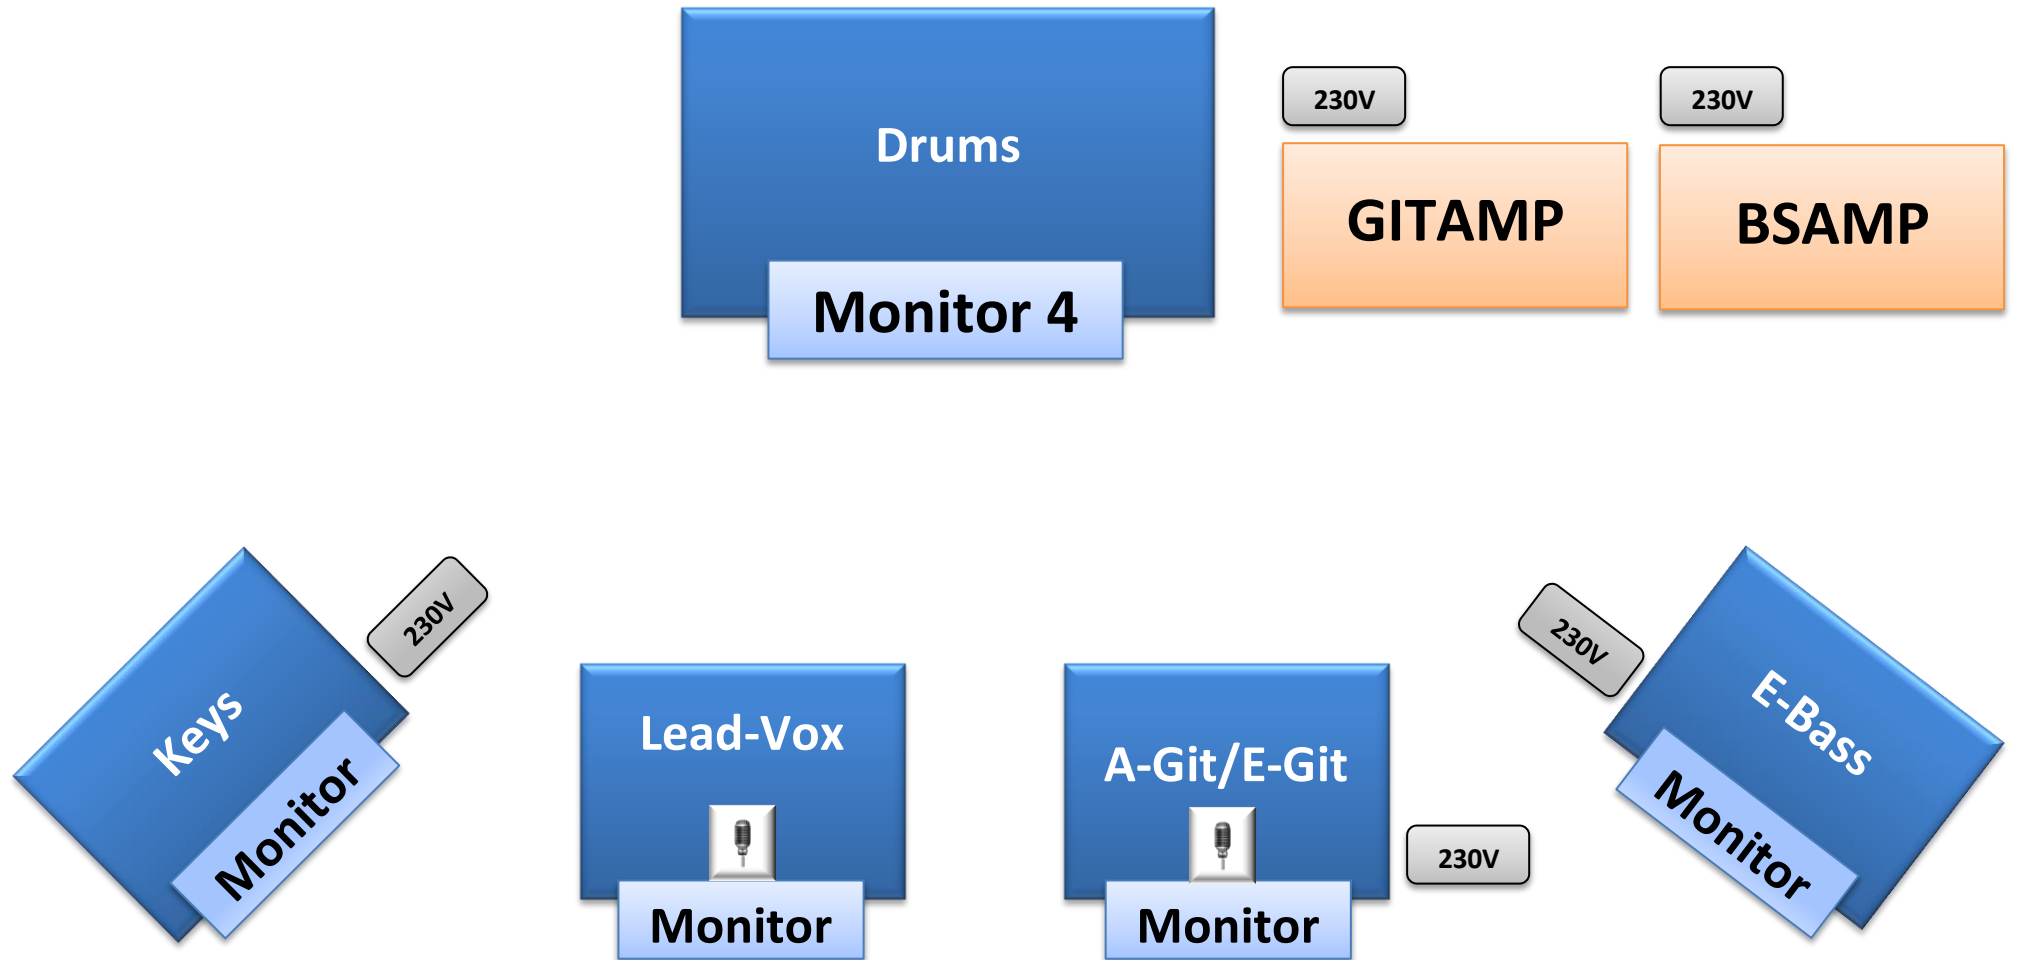 Drums
Monitor 4
230V
GITAMP
230V
BSAMP
Keys
Monitor
230V
Lead-Vox
Monitor
A-Git/E-Git
Monitor
230V
230V
E-Bass
Monitor